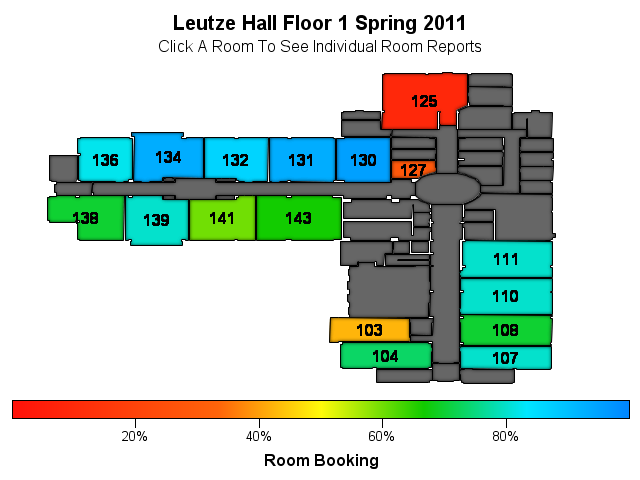 Leutze Hall Floor 1 Spring 2011
Click A Room To See Individual Room Reports
125
136 134 132 131 130
127
138 139 141 143
111
110
103 108
104 107
20% 40% 60% 80%
Room Booking